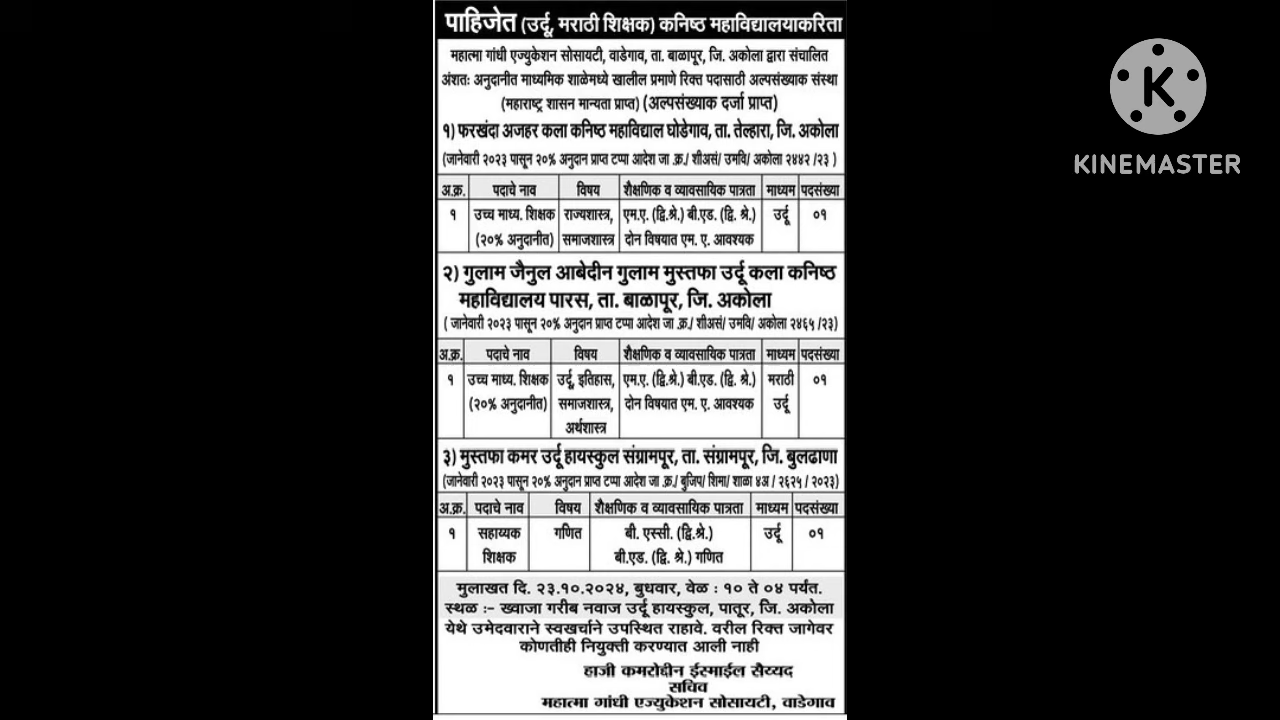 पाहिजेत (उर्दू, मराठी शिक्षक) कनिष्ठ महाविद्यालयाकरिता
महात्मा गांधी एज्युकेशन सोसायटी, वाडेगाव, ता. बाळापूर, जि. अकोला द्वारा संचालित
अंशतः अनुदानीत माध्यमिक शाळेमध्ये खालील प्रमाणे रिक्त पदासाठी अल्पसंख्याक संस्था
(महाराष्ट्र शासन मान्यता प्राप्त) (अल्पसंख्याक दर्जा प्राप्त)
१) फरखंदा अजहर कला कनिष्ठ महाविद्याल घोडेगाव, ता. तेल्हारा, जि. अकोला
(जानेवारी २०२३ पासून २०% अनुदान प्राप्त टप्पा आदेश जा .क्र./ शीअसं/ उमवि/ अकोला २४४२ /२३ )
अ.क्र. पदाचे नाव विषय शैक्षणिक व व्यावसायिक पात्रता माध्यम पदसंख्या
१ उच्च माध्य. शिक्षक राज्यशास्त्र, एम.ए. (द्वि.श्रे.) बी.एड. (द्वि. श्रे.) उर्दू ०१
(२०% अनुदानीत) समाजशास्त्र दोन विषयात एम. ए. आवश्यक
२) गुलाम जैनुल आबेदीन गुलाम मुस्तफा उर्दू कला कनिष्ठ
महाविद्यालय पारस, ता. बाळापूर, जि. अकोला
( जानेवारी २०२३ पासून २०% अनुदान प्राप्त टप्पा आदेश जा .क्र./ शीअसं/ उमवि/ अकोला २४६५ /२३)
अ.क्र. पदाचे नाव विषय शैक्षणिक व व्यावसायिक पात्रता माध्यम पदसंख्या
१ उच्च माध्य. शिक्षक उर्दू, इतिहास, एम.ए. (द्वि.श्रे.) बी.एड. (द्वि. श्रे.) मराठी ०१
(२०% अनुदानीत) समाजशास्त्र, दोन विषयात एम. ए. आवश्यक उर्दू
अर्थशास्त्र
३) मुस्तफा कमर उर्दू हायस्कुल संग्रामपूर, ता. संग्रामपूर, जि. बुलढाणा
(जानेवारी २०२३ पासून २०% अनुदान प्राप्त टप्पा आदेश जा .क्र./ बुजिप/ शिमा/ शाळा ४अ / २६२५ / २०२३)
अ.क्र. पदाचे नाव विषय शैक्षणिक व व्यावसायिक पात्रता माध्यम पदसंख्या
१ सहाय्यक गणित बी. एस्सी. (द्वि.श्रे.) उर्दू ०१
शिक्षक बी.एड. (द्वि. श्रे.) गणित
मुलाखत दि. २३.१०.२०२४, बुधवार, वेळ : १० ते ०४ पर्यंत.
स्थळ :- ख्वाजा गरीब नवाज उर्दू हायस्कुल, पातूर, जि. अकोला
येथे उमेदवाराने स्वखर्चाने उपस्थित राहावे. वरील रिक्त जागेवर
कोणतीही नियुक्ती करण्यात आली नाही
हाजी कमरोद्दीन ईस्माईल सैय्यद
सचिव
महात्मा गांधी एज्युकेशन सोसायटी, वाडेगाव
K
KINEMASTER